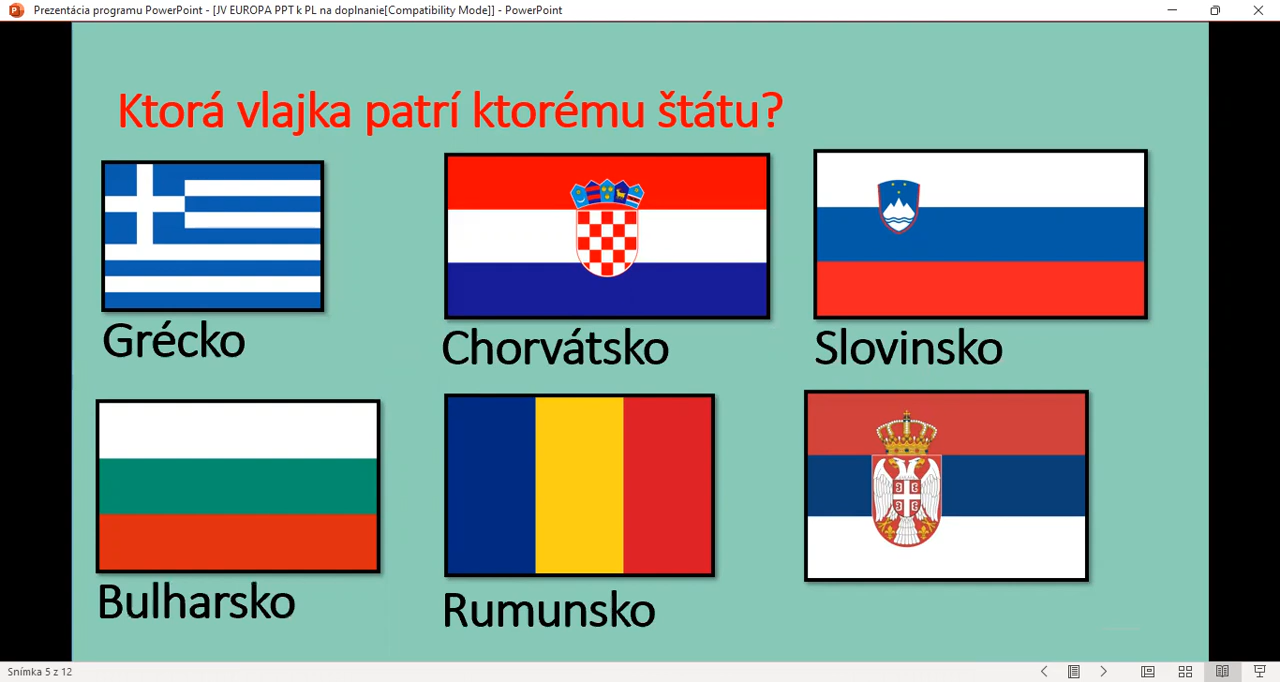 Prezentácia programu PowerPoint - [JV EUROPA PPT k PL na doplnanie[Compatibility Mode]] - PowerPoint
Ktorá vlajka patrí ktorému štátu?
Grécko
Chorvátsko
Slovinsko
Bulharsko
Rumunsko
Snímka 5 z 12